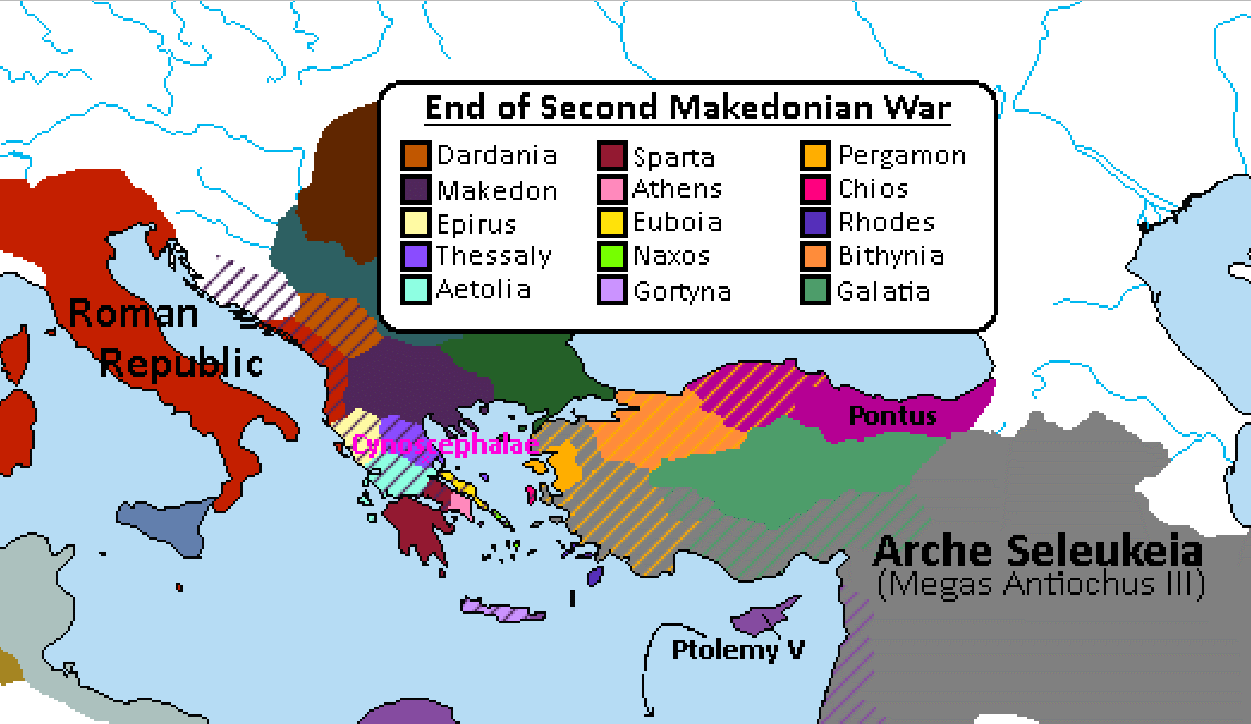 End of Second Makedonian War
Dardania
Makedon
Epirus
Thessaly
Aetolia
Sparta
Athens
Euboia
Naxos
Gortyna
Pergamon
Chios
Rhodes
Bithynia
Galatia
Roman
Republic
Pontus
Cynoscephalae
Arche Seleukeia
(Megas Antiochus III)
Ptolemy V